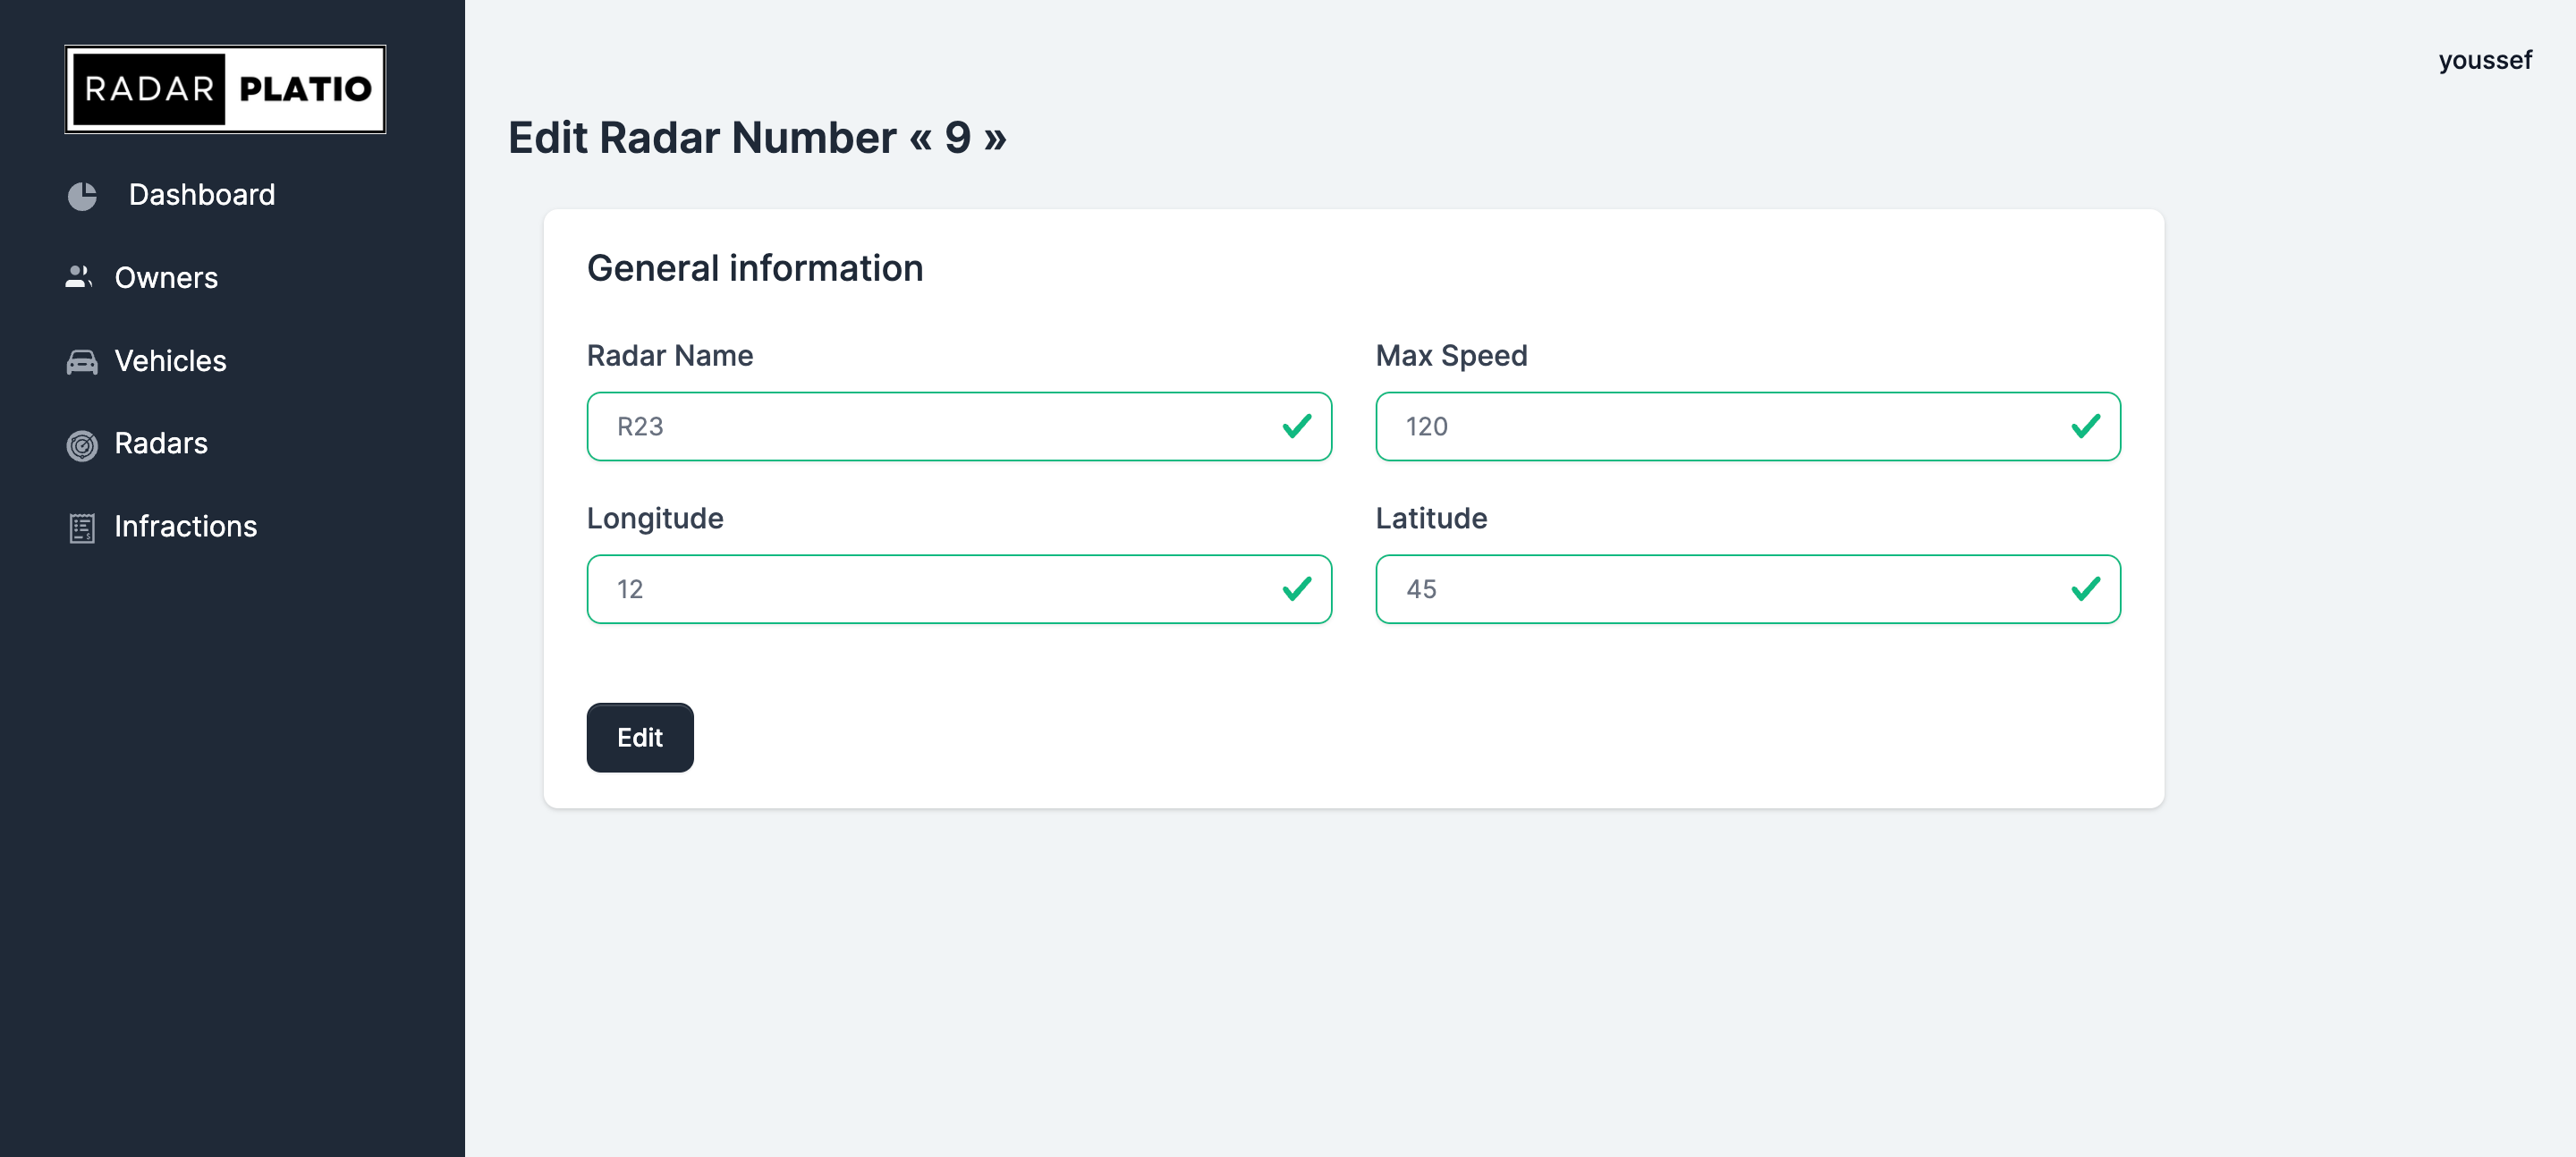 RADAR PLATIO
youssef
Dashboard
Owners
Vehicles
Radars
Infractions
Edit Radar Number « 9 »
General information
Radar Name
R23
Max Speed
120
Longitude
12
Latitude
45
Edit